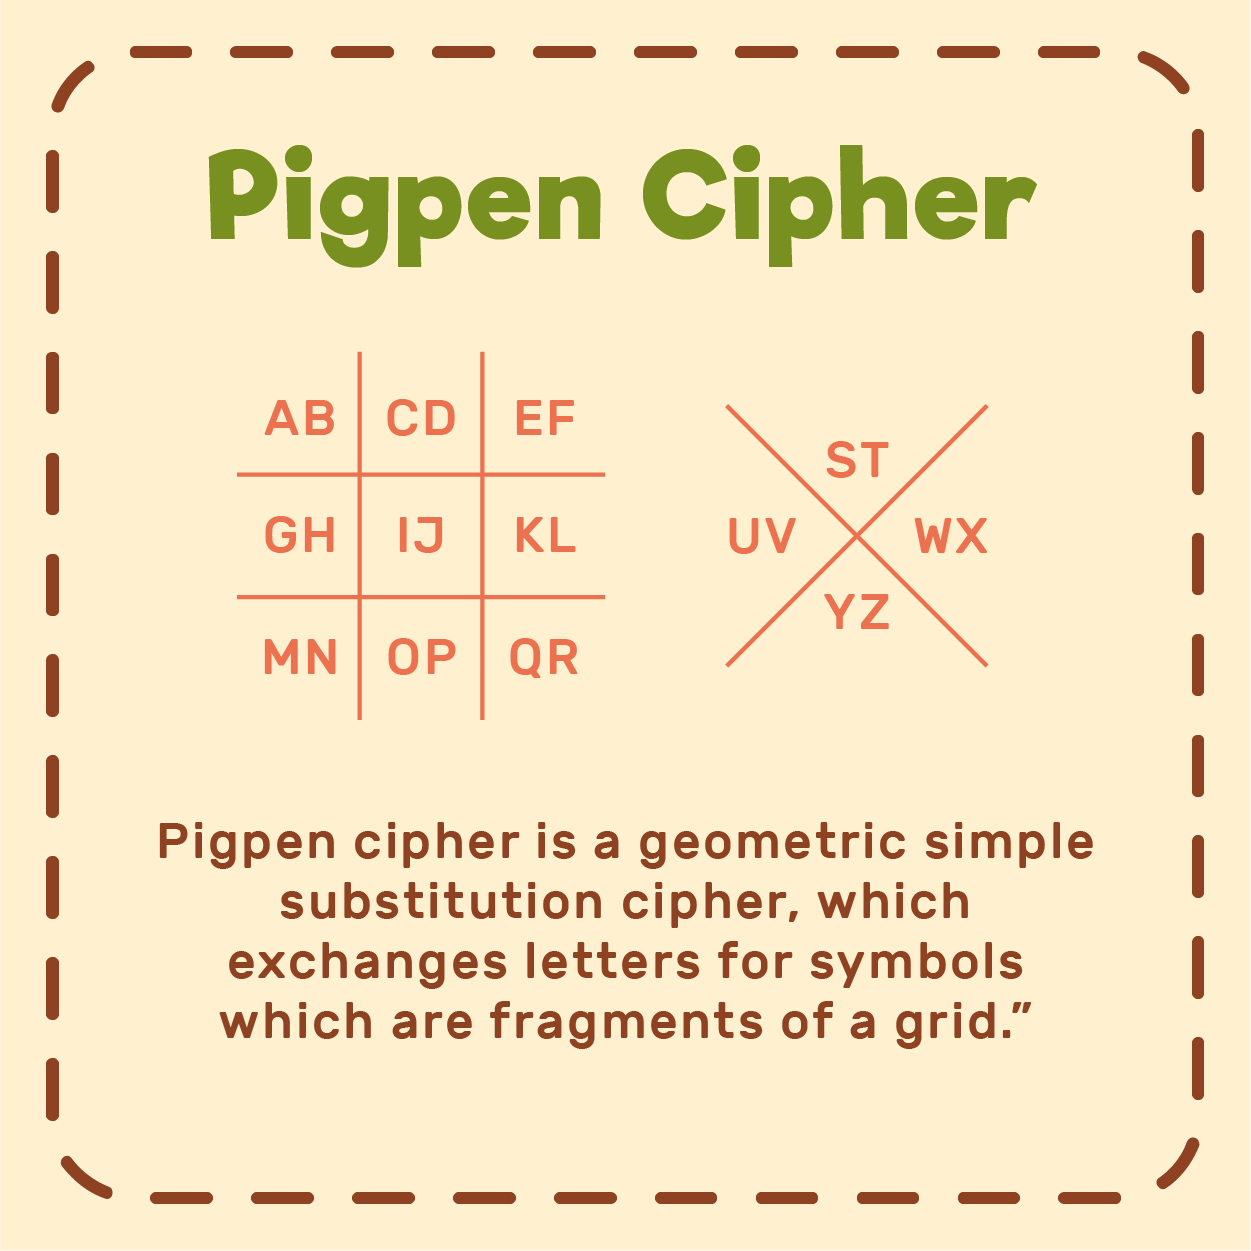 Pigpen Cipher
AB CD EF
ST
GH IJ KL
UV WX
YZ
MN OP QR
Pigpen cipher is a geometric simple
substitution cipher, which
exchanges letters for symbols
which are fragments of a grid.”